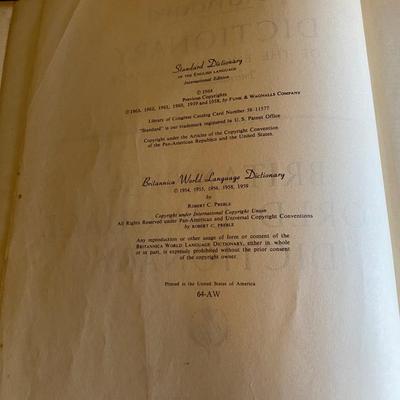 Standard Dictionary
OF THE ENGLISH LANGUAGE
International Edition
© 1964
Previous Copyrights
© 1963, 1962, 1961, 1960, 1959 and 1958, by FUNK & WAGNALLS COMPANY
Library of Congress Catalog Card Number 58-11577
"Standard" is our trademark registered in U. S. Patent Office
Copyright under the Articles of the Copyright Convention
of the Pan-American Republics and the United States.
Britannica World Language Dictionary
© 1954, 1955, 1956, 1958, 1959
by
ROBERT C. PREBLE
Copyright under International Copyright Union
All Rights Reserved under Pan-American and Universal Copyright Conventions
by ROBERT C. PREBLE
Any reproduction or other usage of form or content of the
BRITANNICA WORLD LANGUAGE DICTIONARY, either in whole
or in part, is expressly prohibited without the prior consent
of the copyright owner.
Printed in the United States of America
64-AW